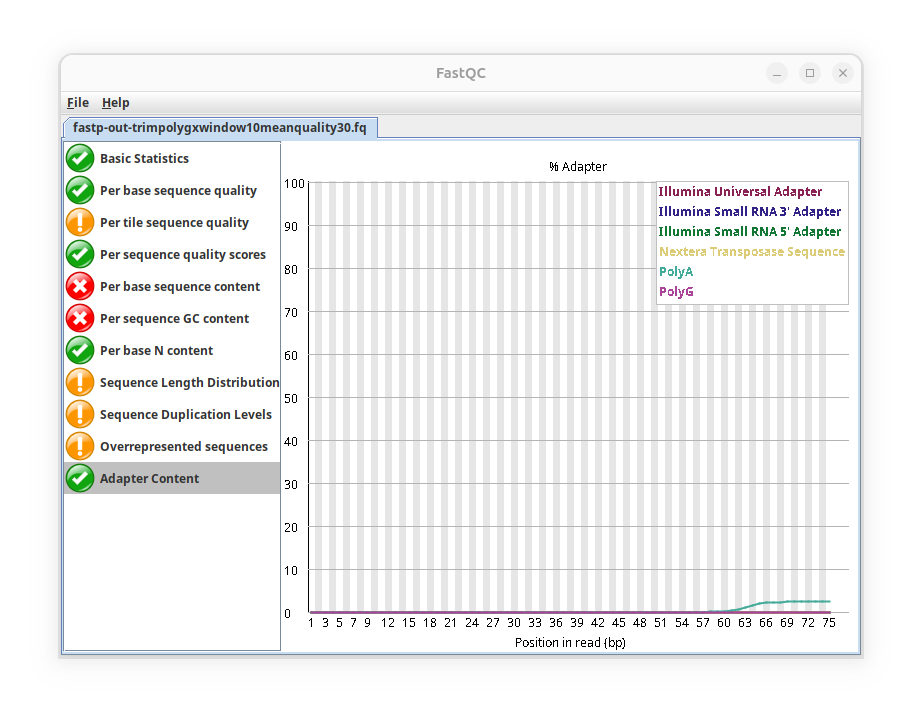 FastQC
File Help
fastp-out-trimpolygxwindow10meanquality30.fq
Basic Statistics
Per base sequence quality
Per tile sequence quality
Per sequence quality scores
Per base sequence content
Per sequence GC content
Per base N content
Sequence Length Distribution
Sequence Duplication Levels
Overrepresented sequences
Adapter Content
% Adapter
Illumina Universal Adapter
Illumina Small RNA 3' Adapter
Illumina Small RNA 5' Adapter
Nextera Transposase Sequence
PolyA
PolyG
100
90
80
70
60
50
40
30
20
10
0
1 3 5 7 9 12 15 18 21 24 27 30 33 36 39 42 45 48 51 54 57 60 63 66 69 72 75
Position in read (bp)